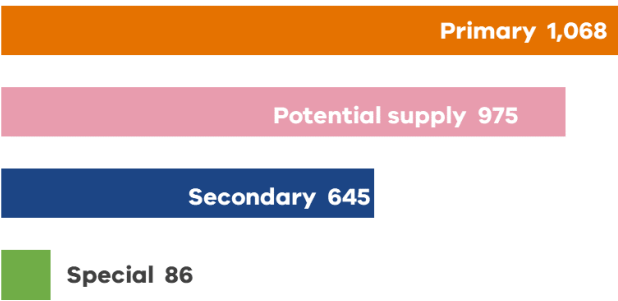 Primary 1,068
Potential supply 975
Secondary 645
Special 86